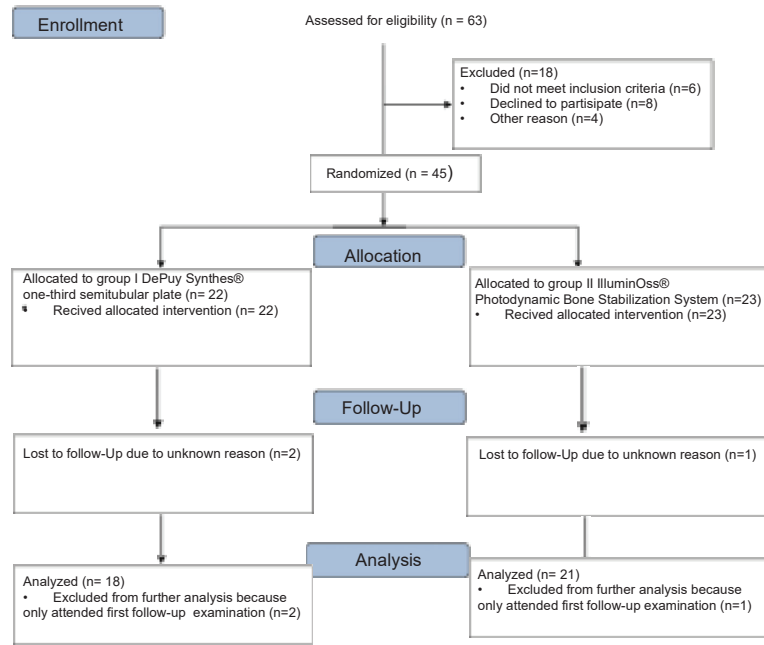 Enrollment
Assessed for eligibility (n = 63)
Excluded (n=18)
• Did not meet inclusion criteria (n=6)
• Declined to partisipate (n=8)
• Other reason (n=4)
Randomized (n = 45)
Allocation
Allocated to group I DePuy Synthes®
one-third semitubular plate (n= 22)
• Recived allocated intervention (n= 22)
Allocated to group II IlluminOss®
Photodynamic Bone Stabilization System (n=23)
• Recived allocated intervention (n=23)
Follow-Up
Lost to follow-Up due to unknown reason (n=2)
Lost to follow-Up due to unknown reason (n=1)
Analysis
Analyzed (n= 18)
• Excluded from further analysis because
only attended first follow-up examination (n=2)
Analyzed (n= 21)
• Excluded from further analysis because
only attended first follow-up examination (n=1)